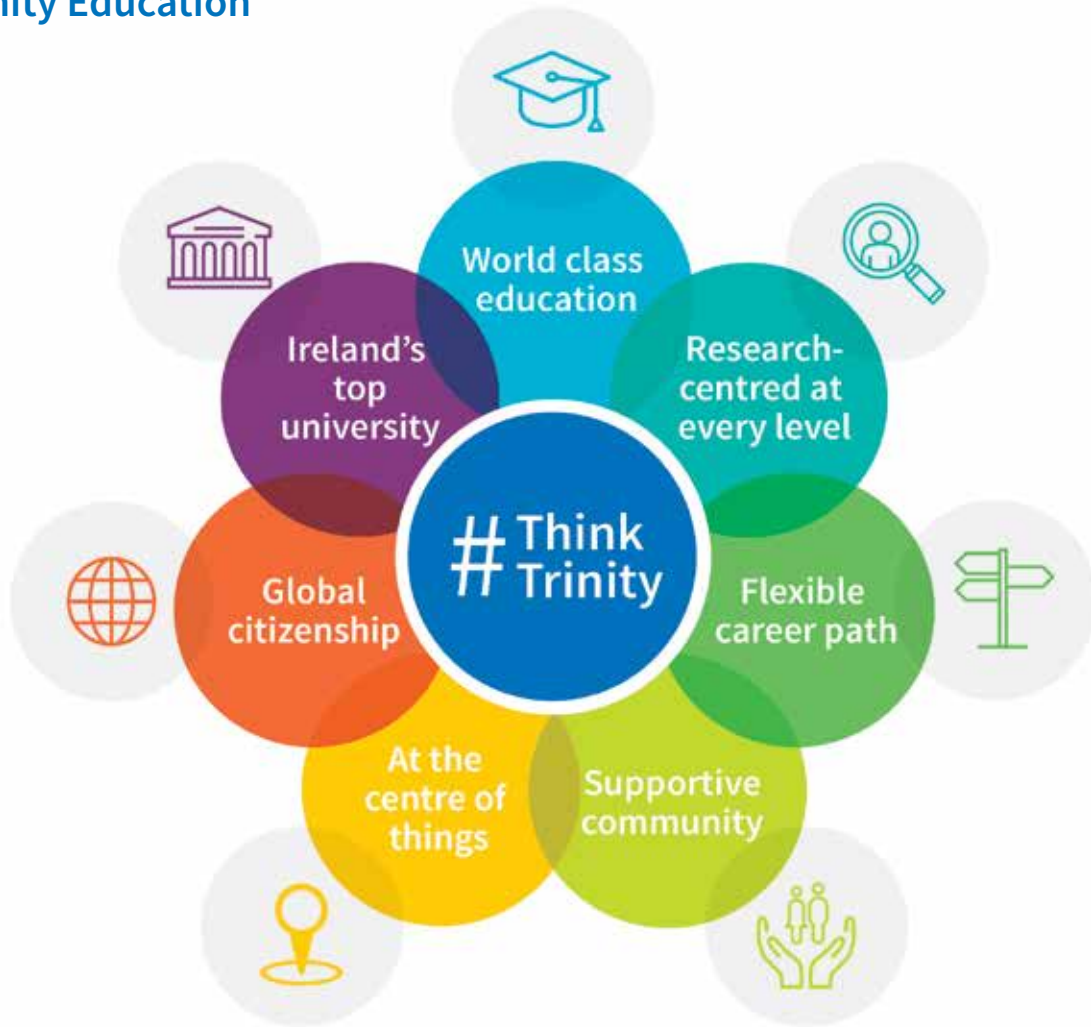 Education
World class
education
Research-
centred at
every level
Flexible
career path
Supportive
community
At the
centre of
things
Global
citizenship
Ireland's
top
university
# Think
Trinity